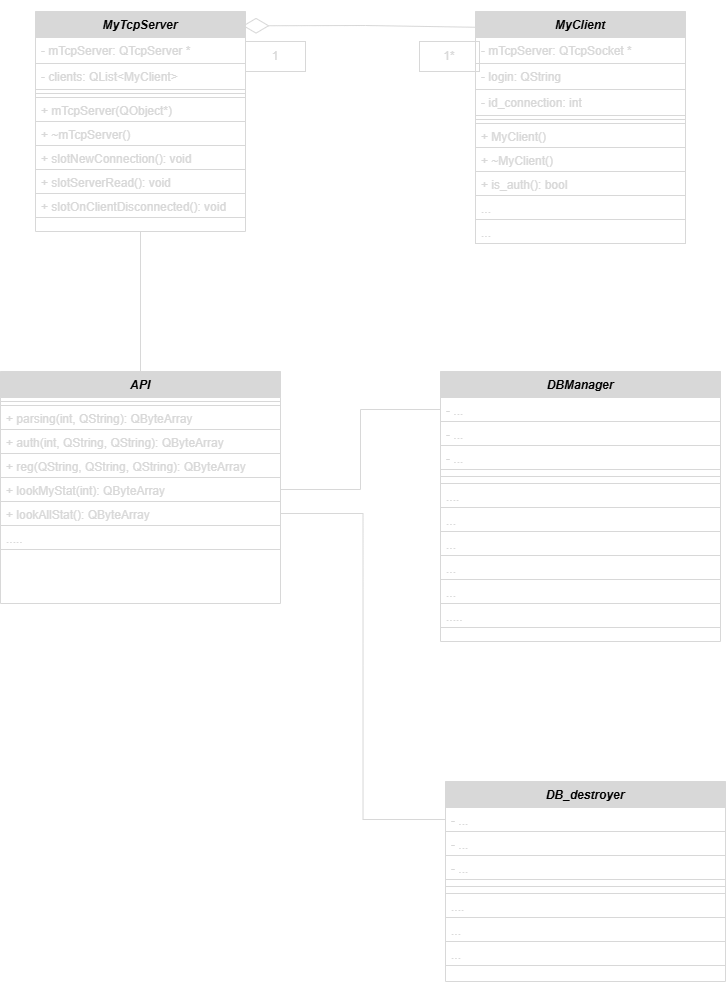 MyTcpServer
- mTcpServer: QTcpServer *
- clients: QList<MyClient>
+ mTcpServer(QObject*)
+ ~mTcpServer()
+ slotNewConnection(): void
+ slotServerRead(): void
+ slotOnClientDisconnected(): void
1
1*
MyClient
- mTcpServer: QTcpSocket *
- login: QString
- id_connection: int
+ MyClient()
+ ~MyClient()
+ is_auth(): bool
...
...
API
+ parsing(int, QString): QByteArray
+ auth(int, QString, QString): QByteArray
+ reg(QString, QString, QString): QByteArray
+ lookMyStat(int): QByteArray
+ lookAllStat(): QByteArray
.....
DBManager
- ...
- ...
- ...
....
...
...
...
...
.....
DB_destroyer
- ...
- ...
- ...
....
...
...